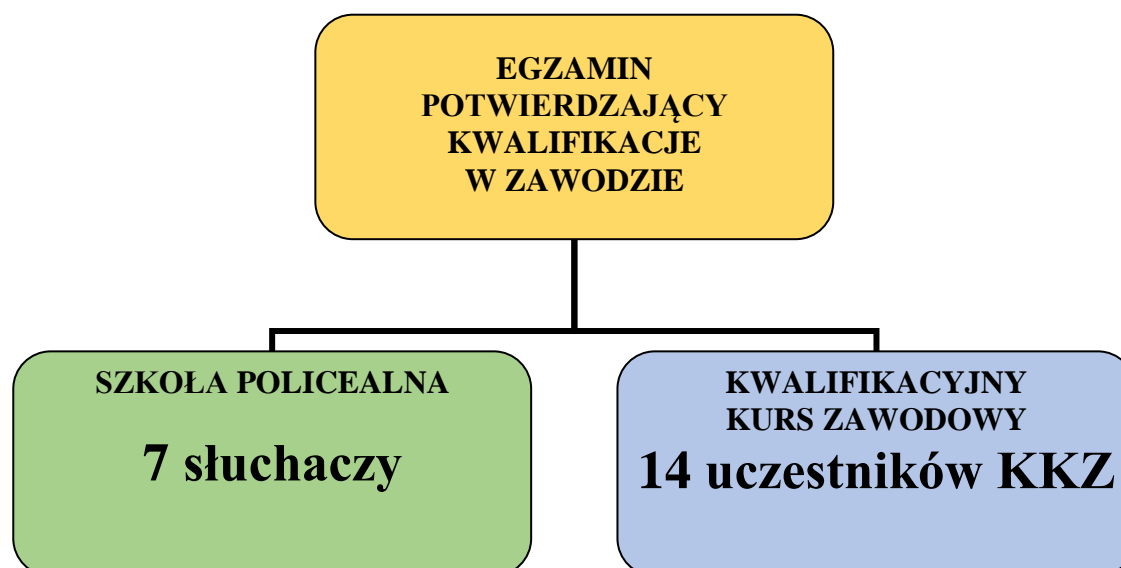 EGZAMIN
POTWIERDZAJĄCY
KWALIFIKACJE
W ZAWODZIE
SZKOŁA POLICEALNA
7 słuchaczy
KWALIFIKACYJNY
KURS ZAWODOWY
14 uczestników KKZ